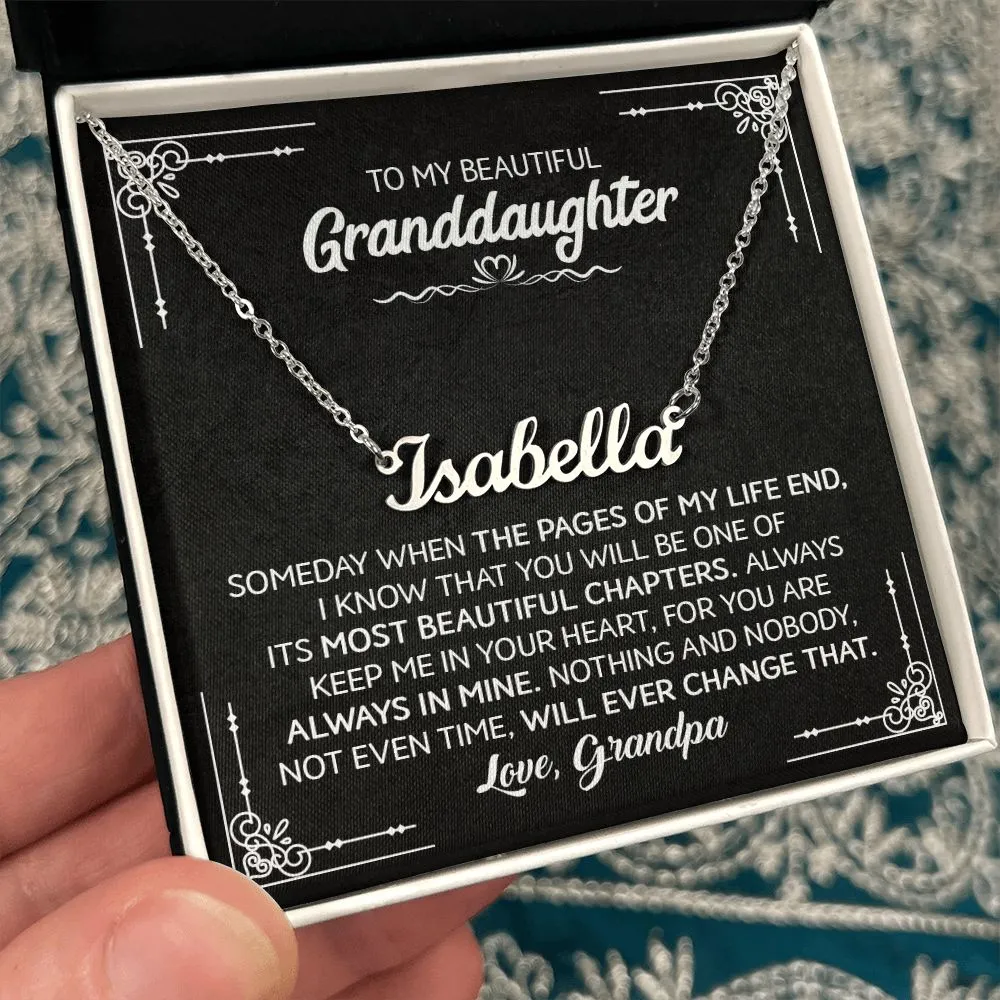 TO MY BEAUTIFUL
Granddaughter
Isabella
SOMEDAY WHEN THE PAGES OF MY LIFE END,
I KNOW THAT YOU WILL BE ONE OF
ITS MOST BEAUTIFUL CHAPTERS. ALWAYS
KEEP ME IN YOUR HEART, FOR YOU ARE
ALWAYS IN MINE. NOTHING AND NOBODY,
NOT EVEN TIME, WILL EVER CHANGE THAT.
Love, Grandpa